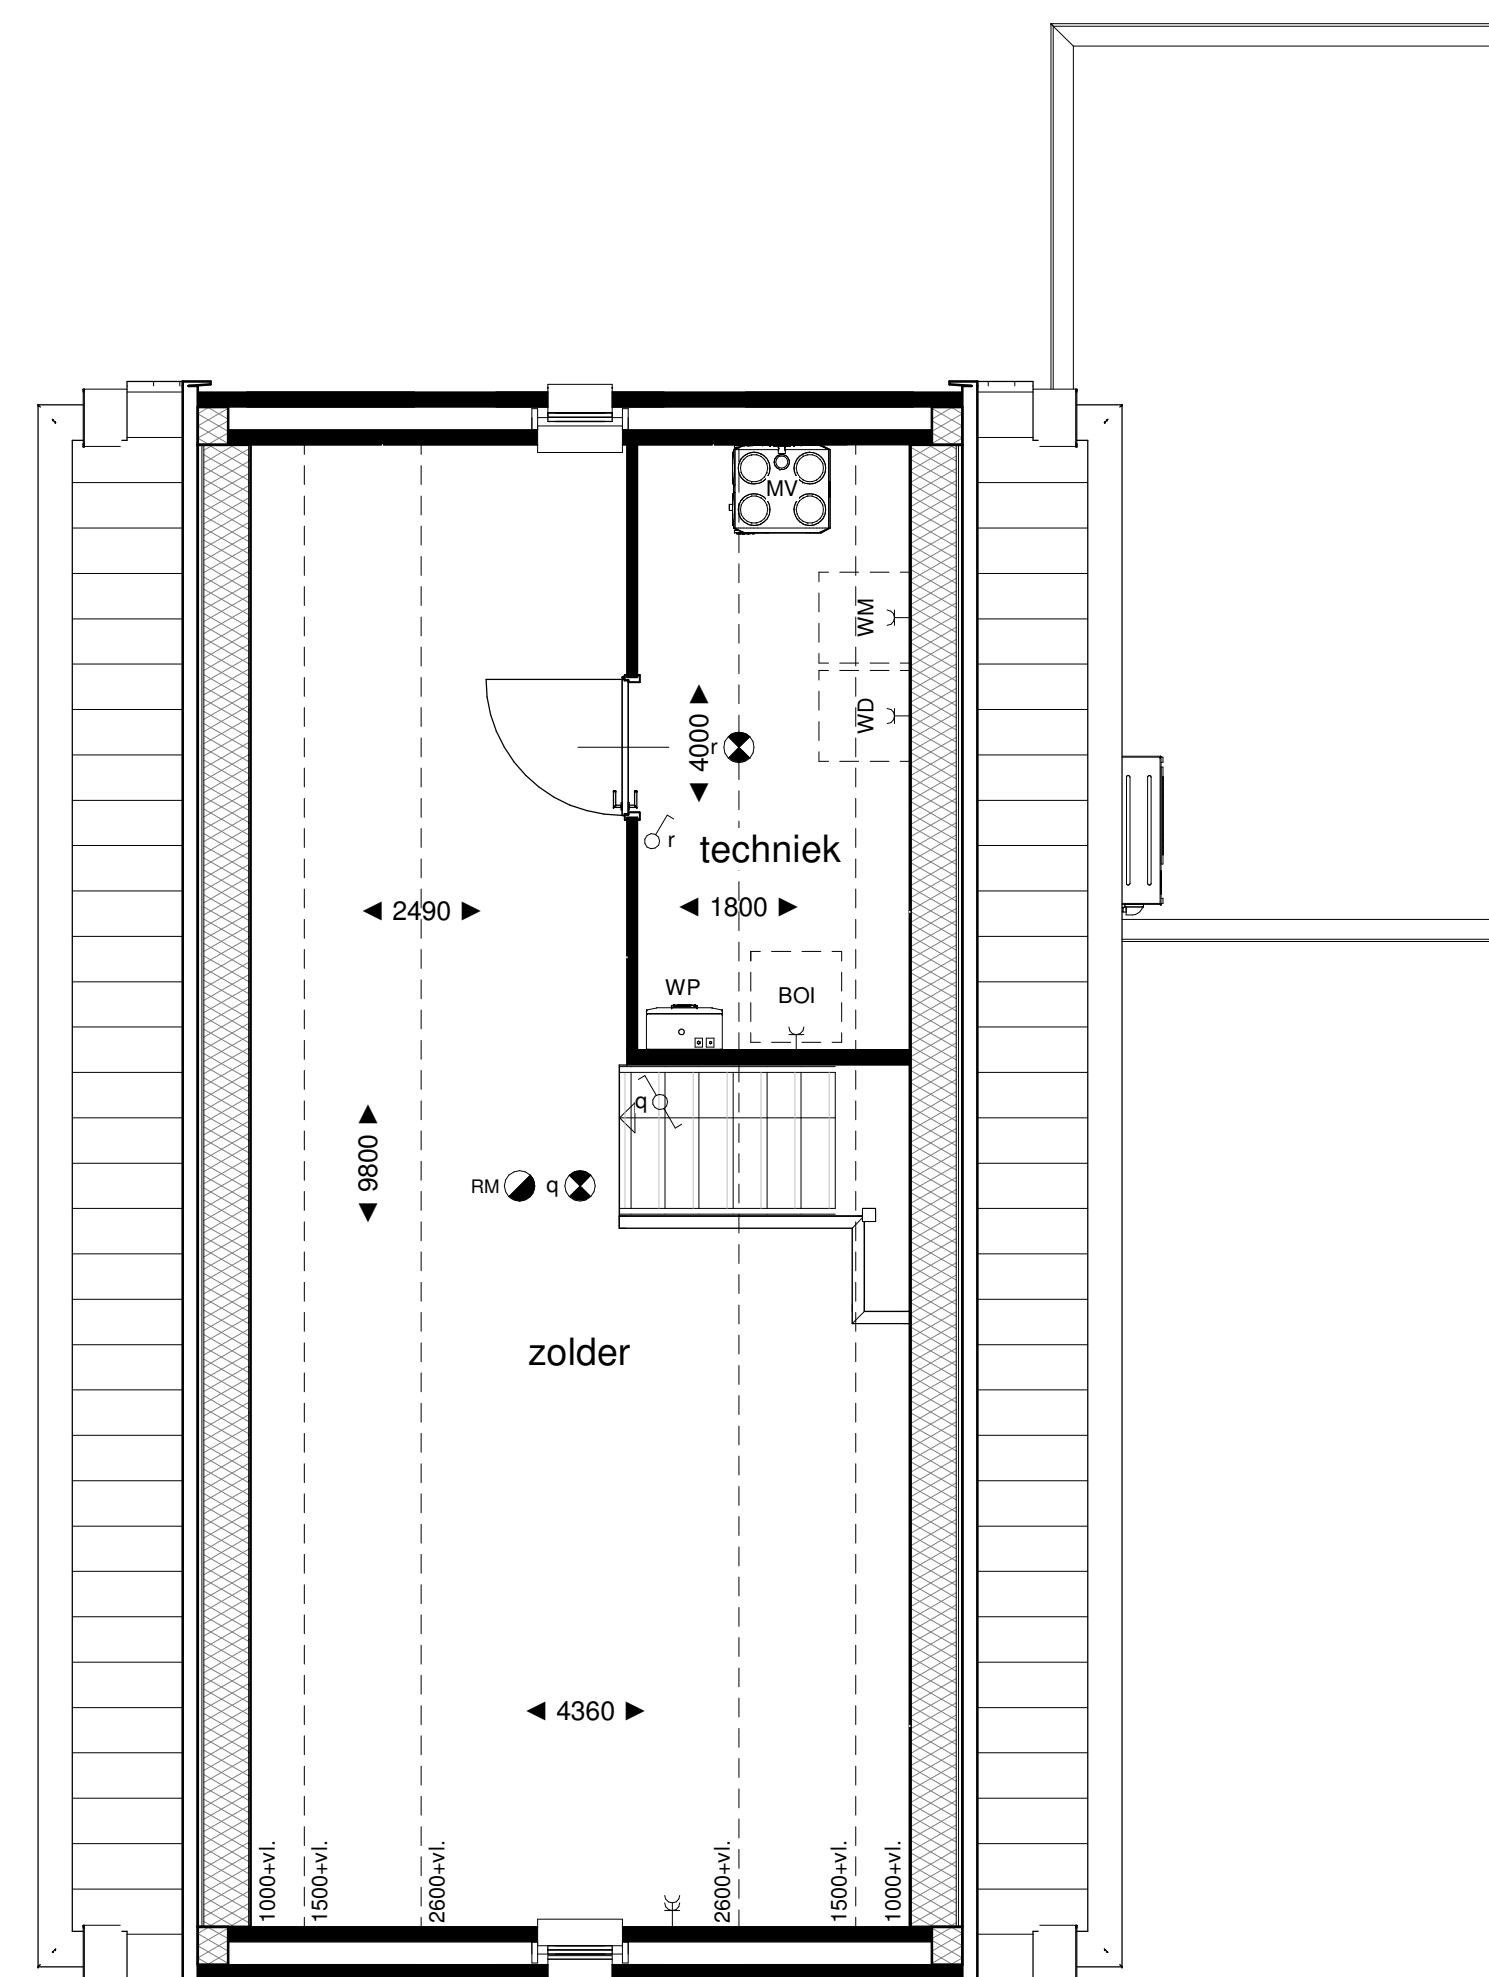 MV
WM
WD
4000
r
r
techniek
2490
1800
WP
BOI
q
9800
RM
q
zolder
4360
1000+vl.
1500+vl.
2600+vl.
2600+vl.
1500+vl.
1000+vl.